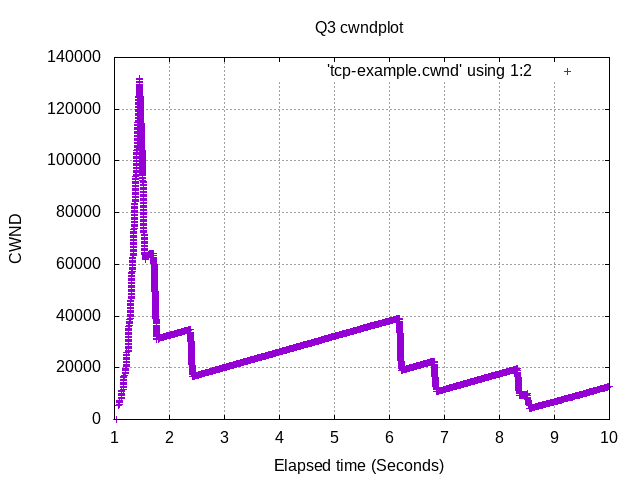 Q3 cwndplot
140000
'tcp-example.cwnd' using 1:2
120000
100000
80000
CWND
60000
40000
20000
0
1 2 3 4 5 6 7 8 9 10
Elapsed time (Seconds)